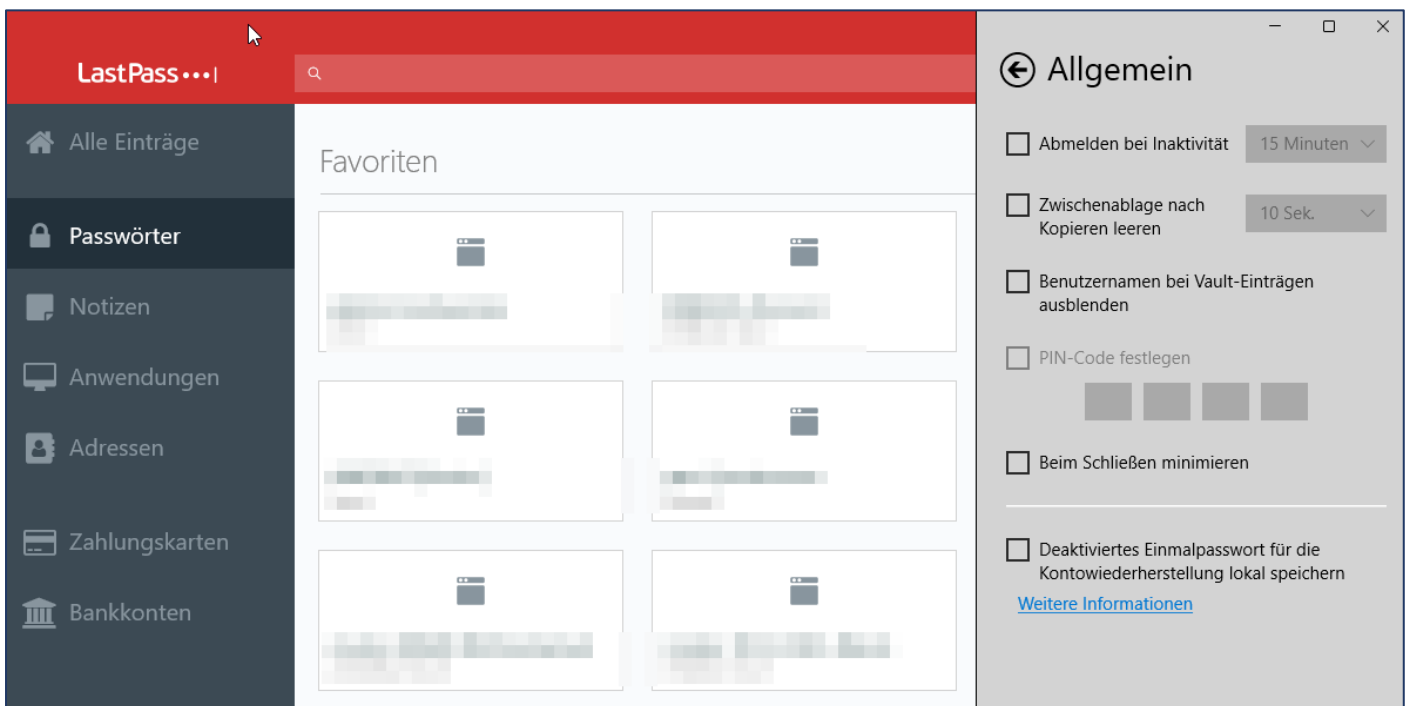 LastPass
Alle Einträge
Passwörter
Notizen
Anwendungen
Adressen
Zahlungskarten
Bankkonten
Favoriten
Allgemein
Abmelden bei Inaktivität 15 Minuten
Zwischenablage nach
Kopieren leeren
10 Sek.
Benutzernamen bei Vault-Einträgen
ausblenden
PIN-Code festlegen
Beim Schließen minimieren
Deaktiviertes Einmalpasswort für die
Kontowiederherstellung lokal speichern
Weitere Informationen